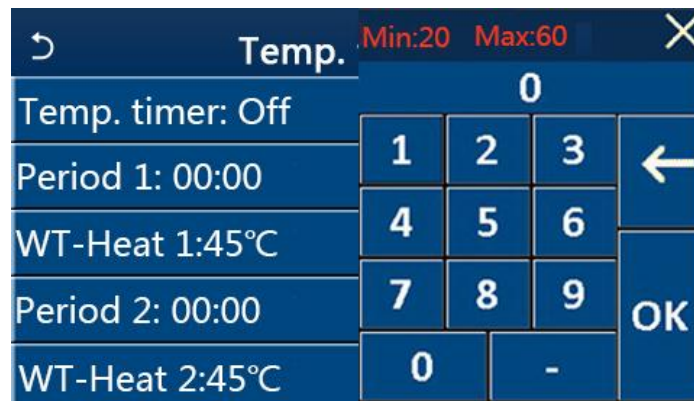 Temp.
Temp. timer: Off
Period 1: 00:00
WT-Heat 1:45℃
Period 2: 00:00
WT-Heat 2:45℃
Min:20 Max:60
0
1 2 3
4 5 6
7 8 9
OK
0 -